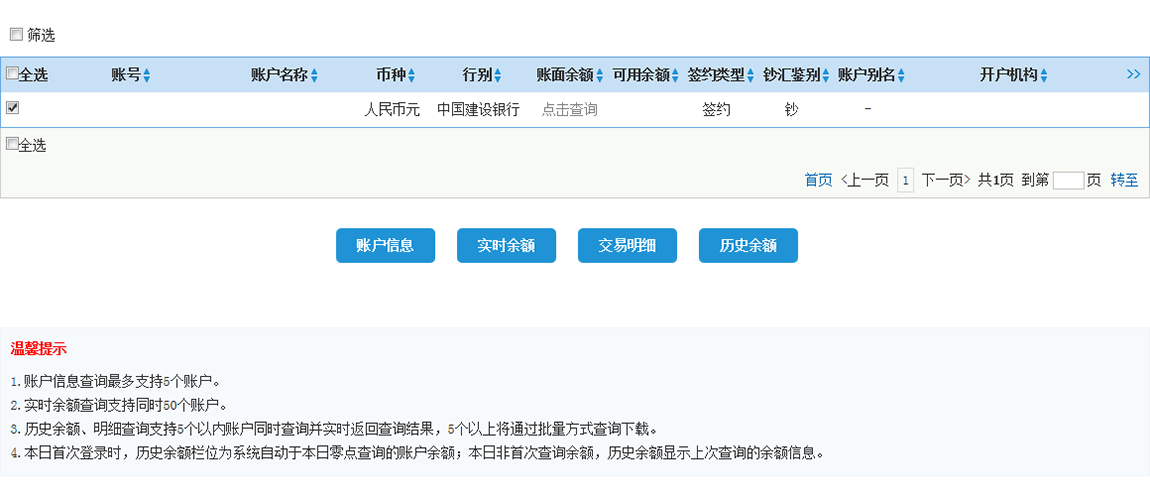 筛选
全选 账号 账户名称 币种 行别 账面余额 可用余额 签约类型 钞汇鉴别 账户别名 开户机构 >>
人民币元 中国建设银行 点击查询 签约 钞 -
全选
首页 <上一页 1 下一页> 共1页 到第 页 转至
账户信息 实时余额 交易明细 历史余额
温馨提示
1. 账户信息查询最多支持5个账户。
2. 实时余额查询支持同时50个账户。
3. 历史余额、明细查询支持5个以内账户同时查询并实时返回查询结果，5个以上将通过批量方式查询下载。
4. 本日首次登录时，历史余额栏位为系统自动于本日零点查询的账户余额；本日非首次查询余额，历史余额显示上次查询的余额信息。